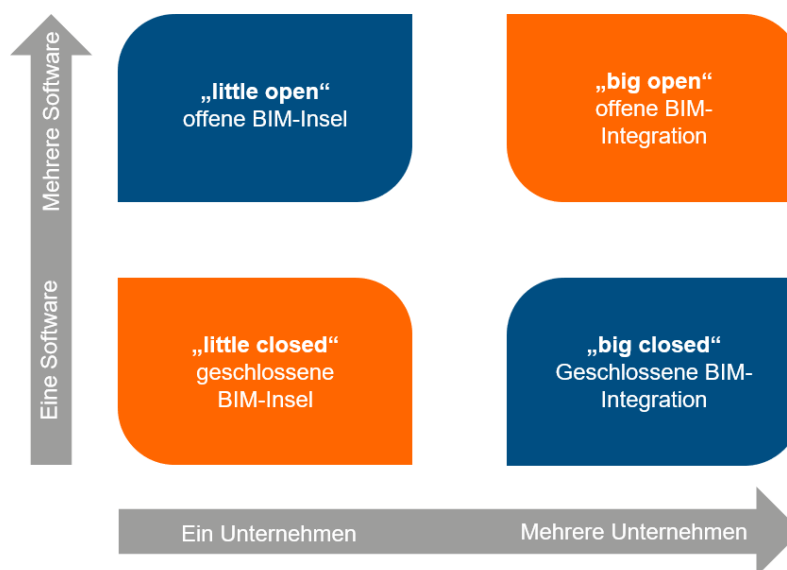 Mehrere Software
„little open“
offene BIM-Insel
„big open“
offene BIM-
Integration
Eine Software
„little closed“
geschlossene
BIM-Insel
„big closed“
Geschlossene BIM-
Integration
Ein Unternehmen
Mehrere Unternehmen